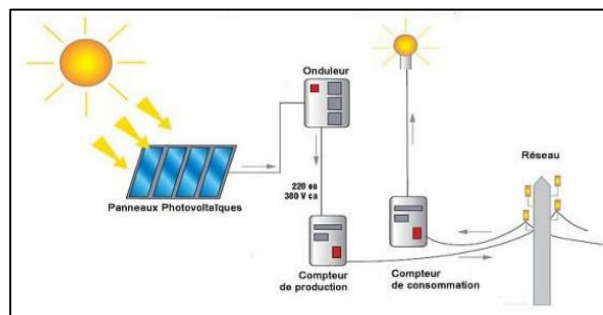 Onduleur
Réseau
220 ou
380 V ca
Panneaux Photovoltaïques
Compteur
de production
Compteur
de consommation